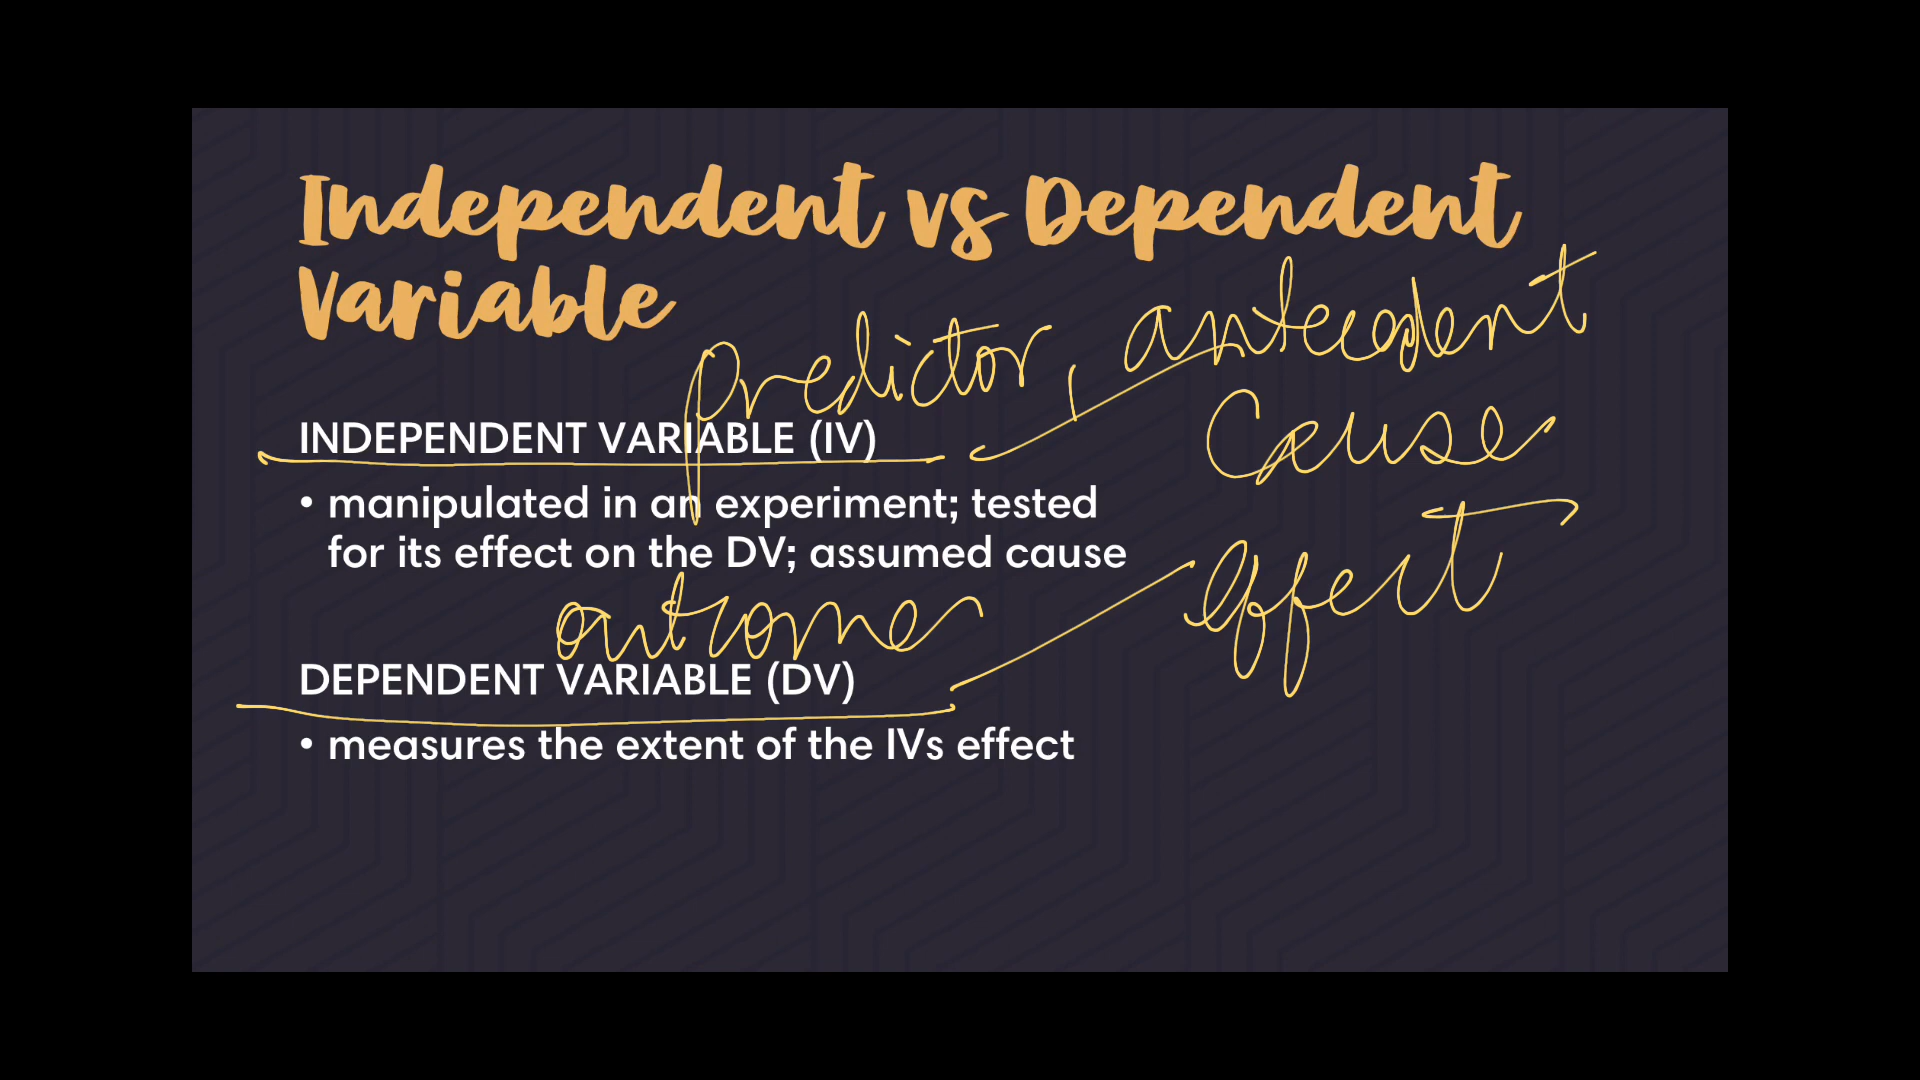 Independent vs Dependent
Variable
predictor, antecedent
cause
INDEPENDENT VARIABLE (IV)
• manipulated in an experiment; tested
for its effect on the DV; assumed cause
effect
outcome
DEPENDENT VARIABLE (DV)
• measures the extent of the IVs effect